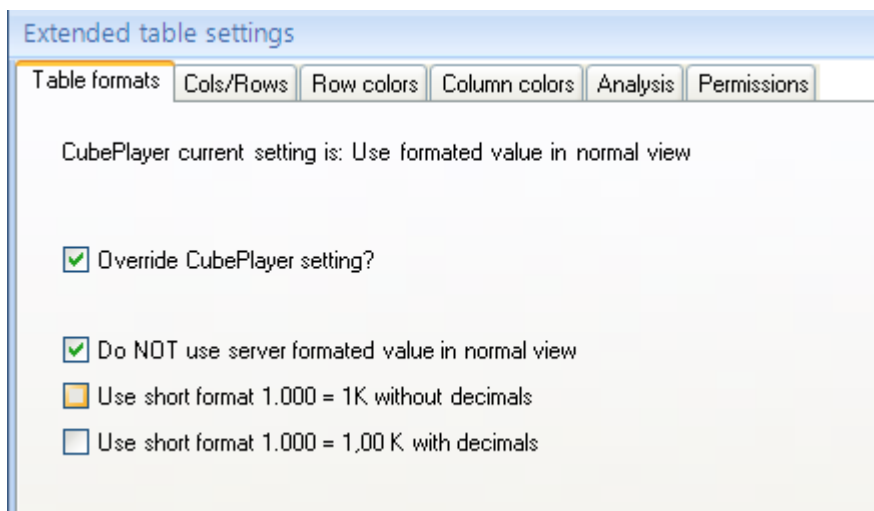 Extended table settings
Table formats Cols/Rows Row colors Column colors Analysis Permissions
CubePlayer current setting is: Use formated value in normal view
Override CubePlayer setting?
Do NOT use server formated value in normal view
Use short format 1.000 = 1K without decimals
Use short format 1.000 = 1,00 K with decimals